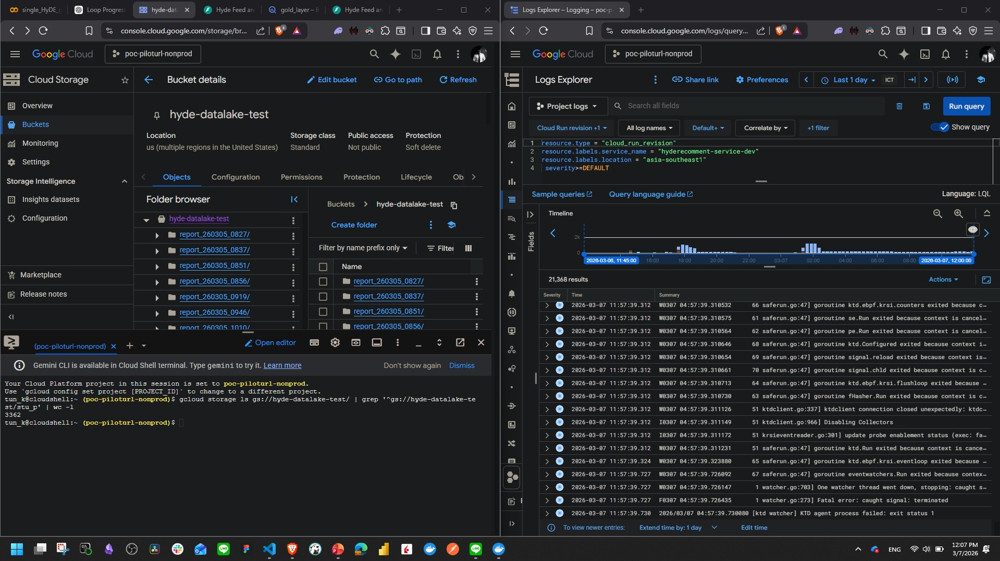 single_HyDE_g
Loop Progress
hyde-dat
Hyde Feed an
gold_layer – B
Hyde Feed an
console.cloud.google.com/storage/br...
3
Google Cloud
poc-piloturl-nonprod
Cloud Storage
Bucket details
Edit bucket
Go to path
Refresh
Overview
Buckets
Monitoring
Settings
Storage Intelligence
Insights datasets
Configuration
Marketplace
Release notes
hyde-datalake-test
Location
us (multiple regions in the United States)
Storage class
Standard
Public access
Not public
Protection
Soft delete
Objects
Configuration
Permissions
Protection
Lifecycle
Ob
Folder browser
hyde-datalake-test
report_260305_0827/
report_260305_0837/
report_260305_0851/
report_260305_0856/
report_260305_0919/
report_260305_0946/
report_260305_1010/
Buckets
hyde-datalake-test
Create folder
Filter by name prefix only
Filter
Name
report_260305_0827/
report_260305_0837/
report_260305_0851/
report_260305_0856/
(poc-piloturl-nonprod)
Open editor
Gemini CLI is available in Cloud Shell terminal. Type gemini to try it. Learn more
Don't show again
Dismiss
Your Cloud Platform project in this session is set to poc-piloturl-nonprod.
Use `gcloud config set project [PROJECT_ID]` to change to a different project.
tun_k@cloudshell:~ (poc-piloturl-nonprod)$ gcloud storage ls gs://hyde-datalake-test/ | grep '^gs://hyde-datalake-te
st/stu_p' | wc -l
3362
tun_k@cloudshell:~ (poc-piloturl-nonprod)$
Logs Explorer – Logging – poc-p
console.cloud.google.com/logs/query...
1
Google Cloud
poc-piloturl-nonprod
Logs Explorer
Share link
Preferences
Last 1 day
ICT
Project logs
Search all fields
Run query
Cloud Run revision +1
All log names
Default+
Correlate by
+1 filter
Show query
1 resource.type = "cloud_run_revision"
2 resource.labels.service_name = "hyderecomment-service-dev"
3 resource.labels.location = "asia-southeast1"
4 severity>=DEFAULT
Sample queries
Query language guide
Language: LQL
Fields
Timeline
2k
0
2026-03-06, 11:45:00
16:00
18:00
20:00
22:00
03-07
02:00
04:00
06:00
08:00
2026-03-07, 12:00:00
21,368 results
Actions
Severity
Time
Summary
2026-03-07 11:57:39.312 W0307 04:57:39.310532 66 saferun.go:47] goroutine ktd.ebpf.krsi.counters exited because c…
2026-03-07 11:57:39.312 W0307 04:57:39.310575 61 saferun.go:47] goroutine se.Run exited because context is cancel…
2026-03-07 11:57:39.312 W0307 04:57:39.310564 62 saferun.go:47] goroutine pe.Run exited because context is cancel…
2026-03-07 11:57:39.312 W0307 04:57:39.310646 68 saferun.go:47] goroutine ktd.Configured exited because context i…
2026-03-07 11:57:39.312 W0307 04:57:39.310654 69 saferun.go:47] goroutine signal.reload exited because context is…
2026-03-07 11:57:39.312 W0307 04:57:39.310661 70 saferun.go:47] goroutine signal.chld exited because context is c…
2026-03-07 11:57:39.312 W0307 04:57:39.310713 64 saferun.go:47] goroutine ktd.ebpf.krsi.flushloop exited because …
2026-03-07 11:57:39.312 W0307 04:57:39.310730 63 saferun.go:47] goroutine fHasher.Run exited because context is c…
2026-03-07 11:57:39.312 W0307 04:57:39.311126 51 ktdclient.go:337] ktdclient connection closed unexpectedly: ktdc…
2026-03-07 11:57:39.312 I0307 04:57:39.311149 51 ktdclient.go:966] Disabling Collectors
2026-03-07 11:57:39.312 I0307 04:57:39.311172 51 krsieventreader.go:301] update probe enablement status (exec: fa…
2026-03-07 11:57:39.312 W0307 04:57:39.311231 51 saferun.go:47] goroutine ktd.Run exited because context is cance…
2026-03-07 11:57:39.324 W0307 04:57:39.323880 65 saferun.go:47] goroutine ktd.ebpf.krsi.eventloop exited because …
2026-03-07 11:57:39.727 W0307 04:57:39.726092 67 saferun.go:47] goroutine eventwatchers.Run exited because contex…
2026-03-07 11:57:39.727 W0307 04:57:39.726147 1 watcher.go:703] One watcher thread went down, stopping: caught s…
2026-03-07 11:57:39.727 F0307 04:57:39.726435 1 watcher.go:273] Fatal error: caught signal: terminated
2026-03-07 11:57:39.730 2026/03/07 04:57:39.730080 [ktd watcher] KTD agent process failed: exit status 1
To view newer entries:
Extend time by: 1 day
Edit time
ENG
12:07 PM
3/7/2026